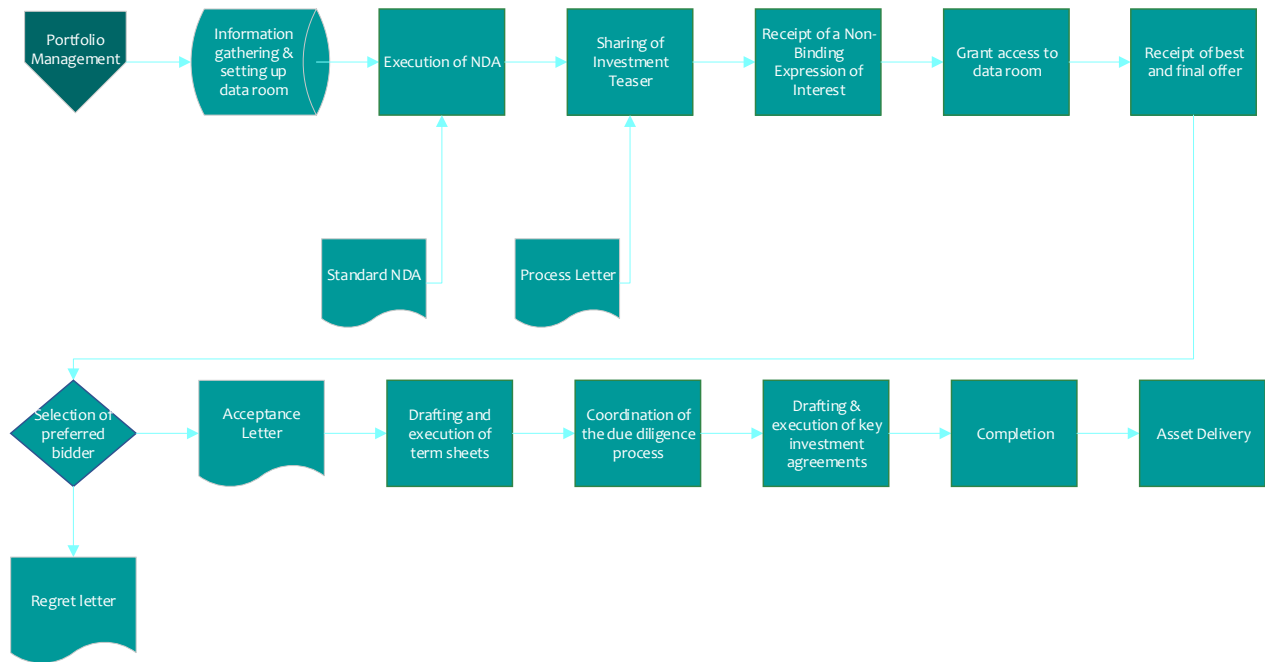 Portfolio
Management
Information
gathering &
setting up
data room
Execution of NDA
Sharing of
Investment
Teaser
Receipt of a Non-
Binding
Expression of
Interest
Grant access to
data room
Receipt of best
and final offer
Standard NDA
Process Letter
Selection of
preferred
bidder
Acceptance
Letter
Drafting and
execution of
term sheets
Coordination of
the due diligence
process
Drafting &
execution of key
investment
agreements
Completion
Asset Delivery
Regret letter